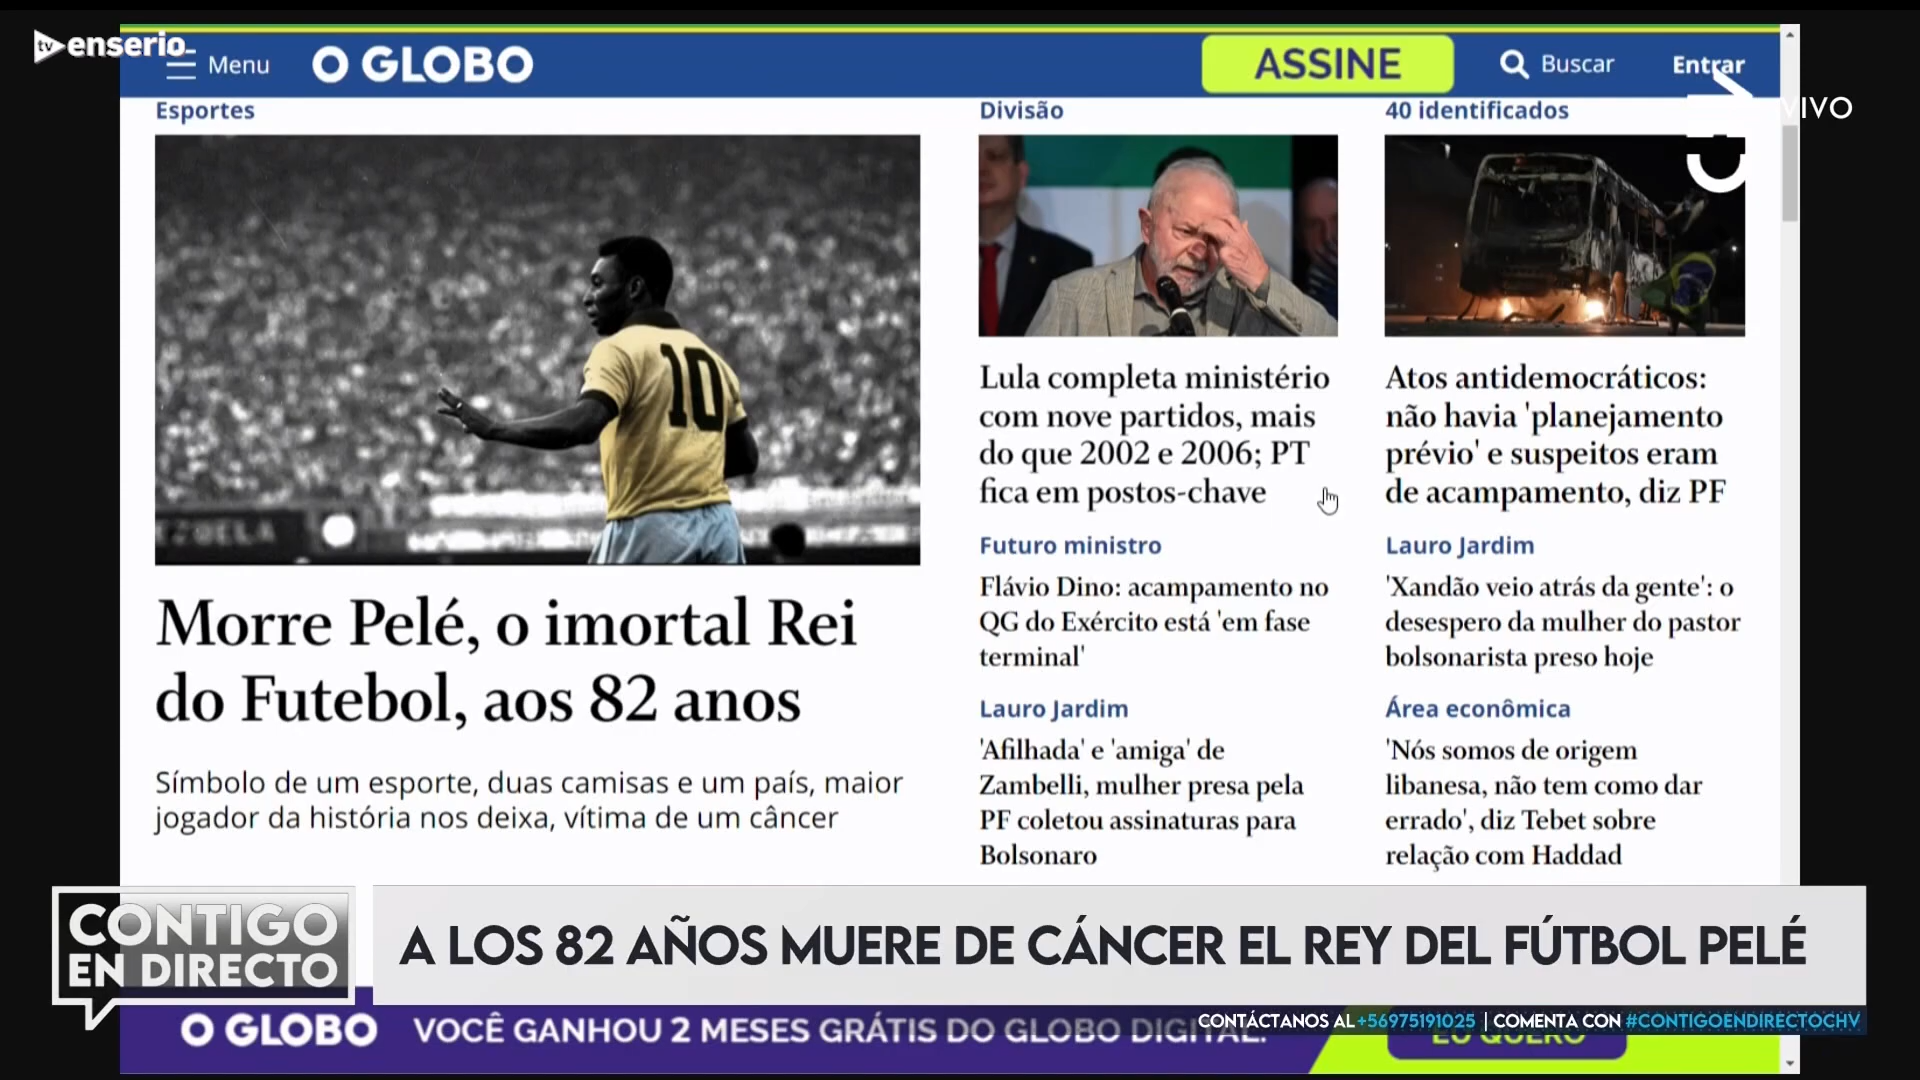 tv enserio
Menu
O GLOBO
ASSINE
Buscar
Entrar
VIVO
Esportes
10
Morre Pelé, o imortal Rei
do Futebol, aos 82 anos
Símbolo de um esporte, duas camisas e um país, maior
jogador da história nos deixa, vítima de um câncer
Divisão
Lula completa ministério
com nove partidos, mais
do que 2002 e 2006; PT
fica em postos-chave
Futuro ministro
Flávio Dino: acampamento no
QG do Exército está 'em fase
terminal'
Lauro Jardim
'Afilhada' e 'amiga' de
Zambelli, mulher presa pela
PF coletou assinaturas para
Bolsonaro
40 identificados
Atos antidemocráticos:
não havia 'planejamento
prévio' e suspeitos eram
de acampamento, diz PF
Lauro Jardim
'Xandão veio atrás da gente': o
desespero da mulher do pastor
bolsonarista preso hoje
Área econômica
'Nós somos de origem
libanesa, não tem como dar
errado', diz Tebet sobre
relação com Haddad
CONTIGO
EN DIRECTO
A LOS 82 AÑOS MUERE DE CÁNCER EL REY DEL FÚTBOL PELÉ
O GLOBO VOCÊ GANHOU 2 MESES GRÁTIS DO GLOBO DIGITAL.
EU QUERO
CONTÁCTANOS AL +56975191025 | COMENTA CON #CONTIGOENDIRECTOCHV